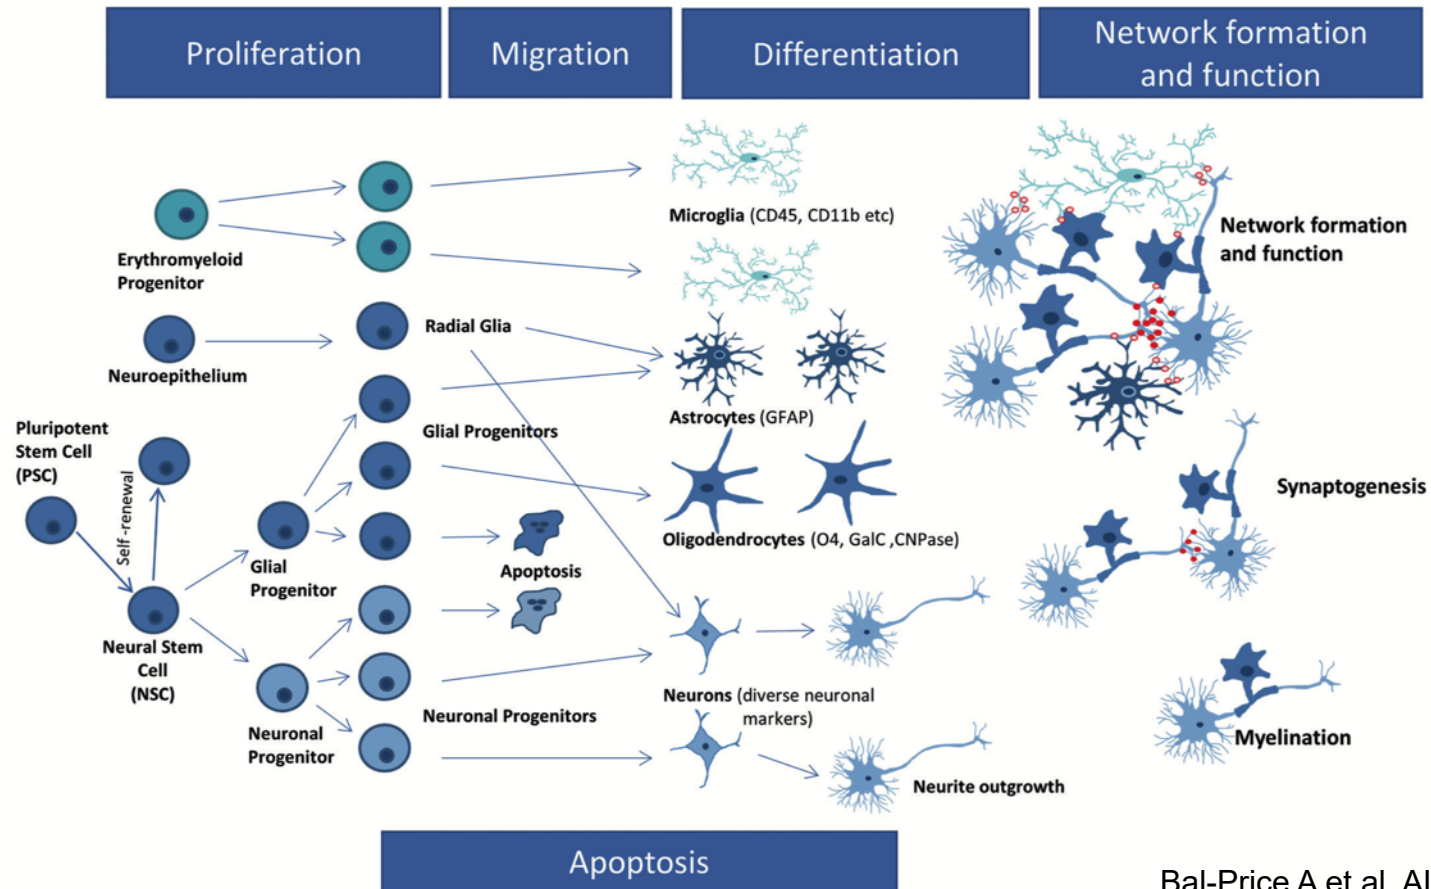 Proliferation
Migration
Differentiation
Network formation
and function
Microglia (CD45, CD11b etc)
Erythromyeloid
Progenitor
Network formation
and function
Radial Glia
Neuroepithelium
Astrocytes (GFAP)
Pluripotent
Stem Cell
(PSC)
Glial Progenitors
Self -renewal
Synaptogenesis
Oligodendrocytes (O4, GalC ,CNPase)
Glial
Progenitor
Apoptosis
Neural Stem
Cell
(NSC)
Neurons (diverse neuronal
markers)
Neuronal Progenitors
Neuronal
Progenitor
Myelination
Neurite outgrowth
Apoptosis
Bal-Price A et al